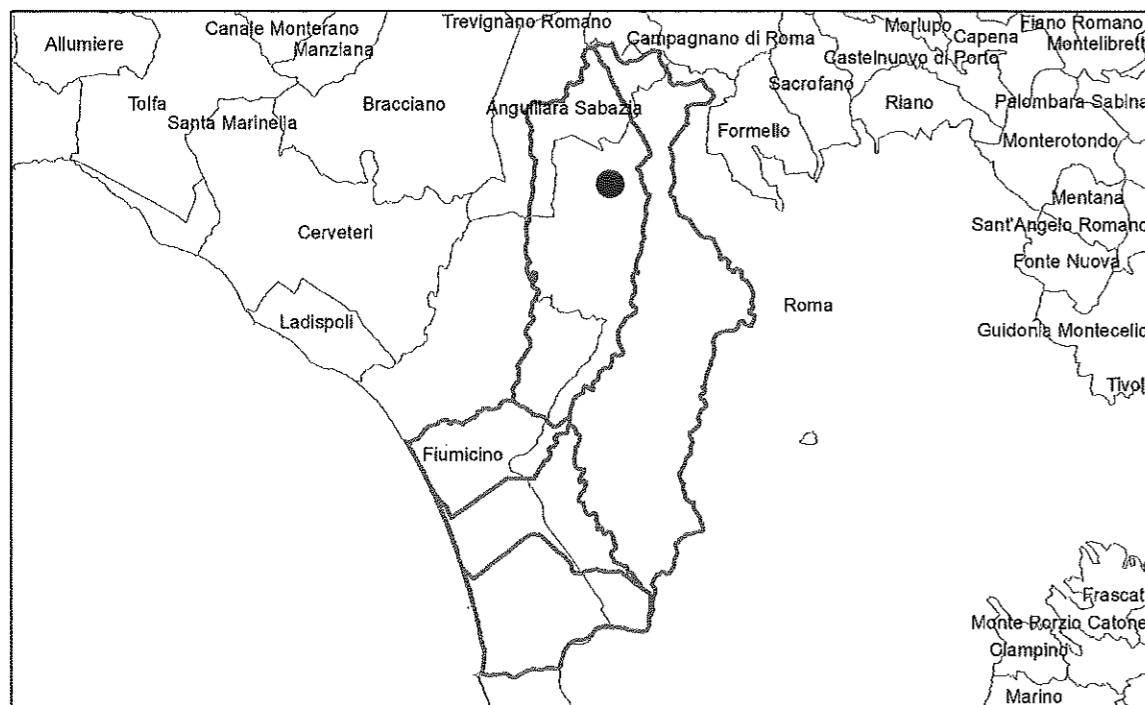 Trevignano Romano
Morlupo
Fiano Romano
Canale Monterano
Campagnano di Roma
Capena
Allumiere
Manziana
Montelibrett
Castelnuovo di Porto
Sacrofano
Tolfa
Bracciano
Anguillara Sabazia
Riano
Palombara Sabina
Santa Marinella
Formello
Monterotondo
Mentana
Cerveteri
Sant'Angelo Romano
Fonte Nuova
Ladispoli
Roma
Guidonia Montecelio
Tivoli
Fiumicino
Frascat
Monte Porzio Catone
Ciampino
Marino